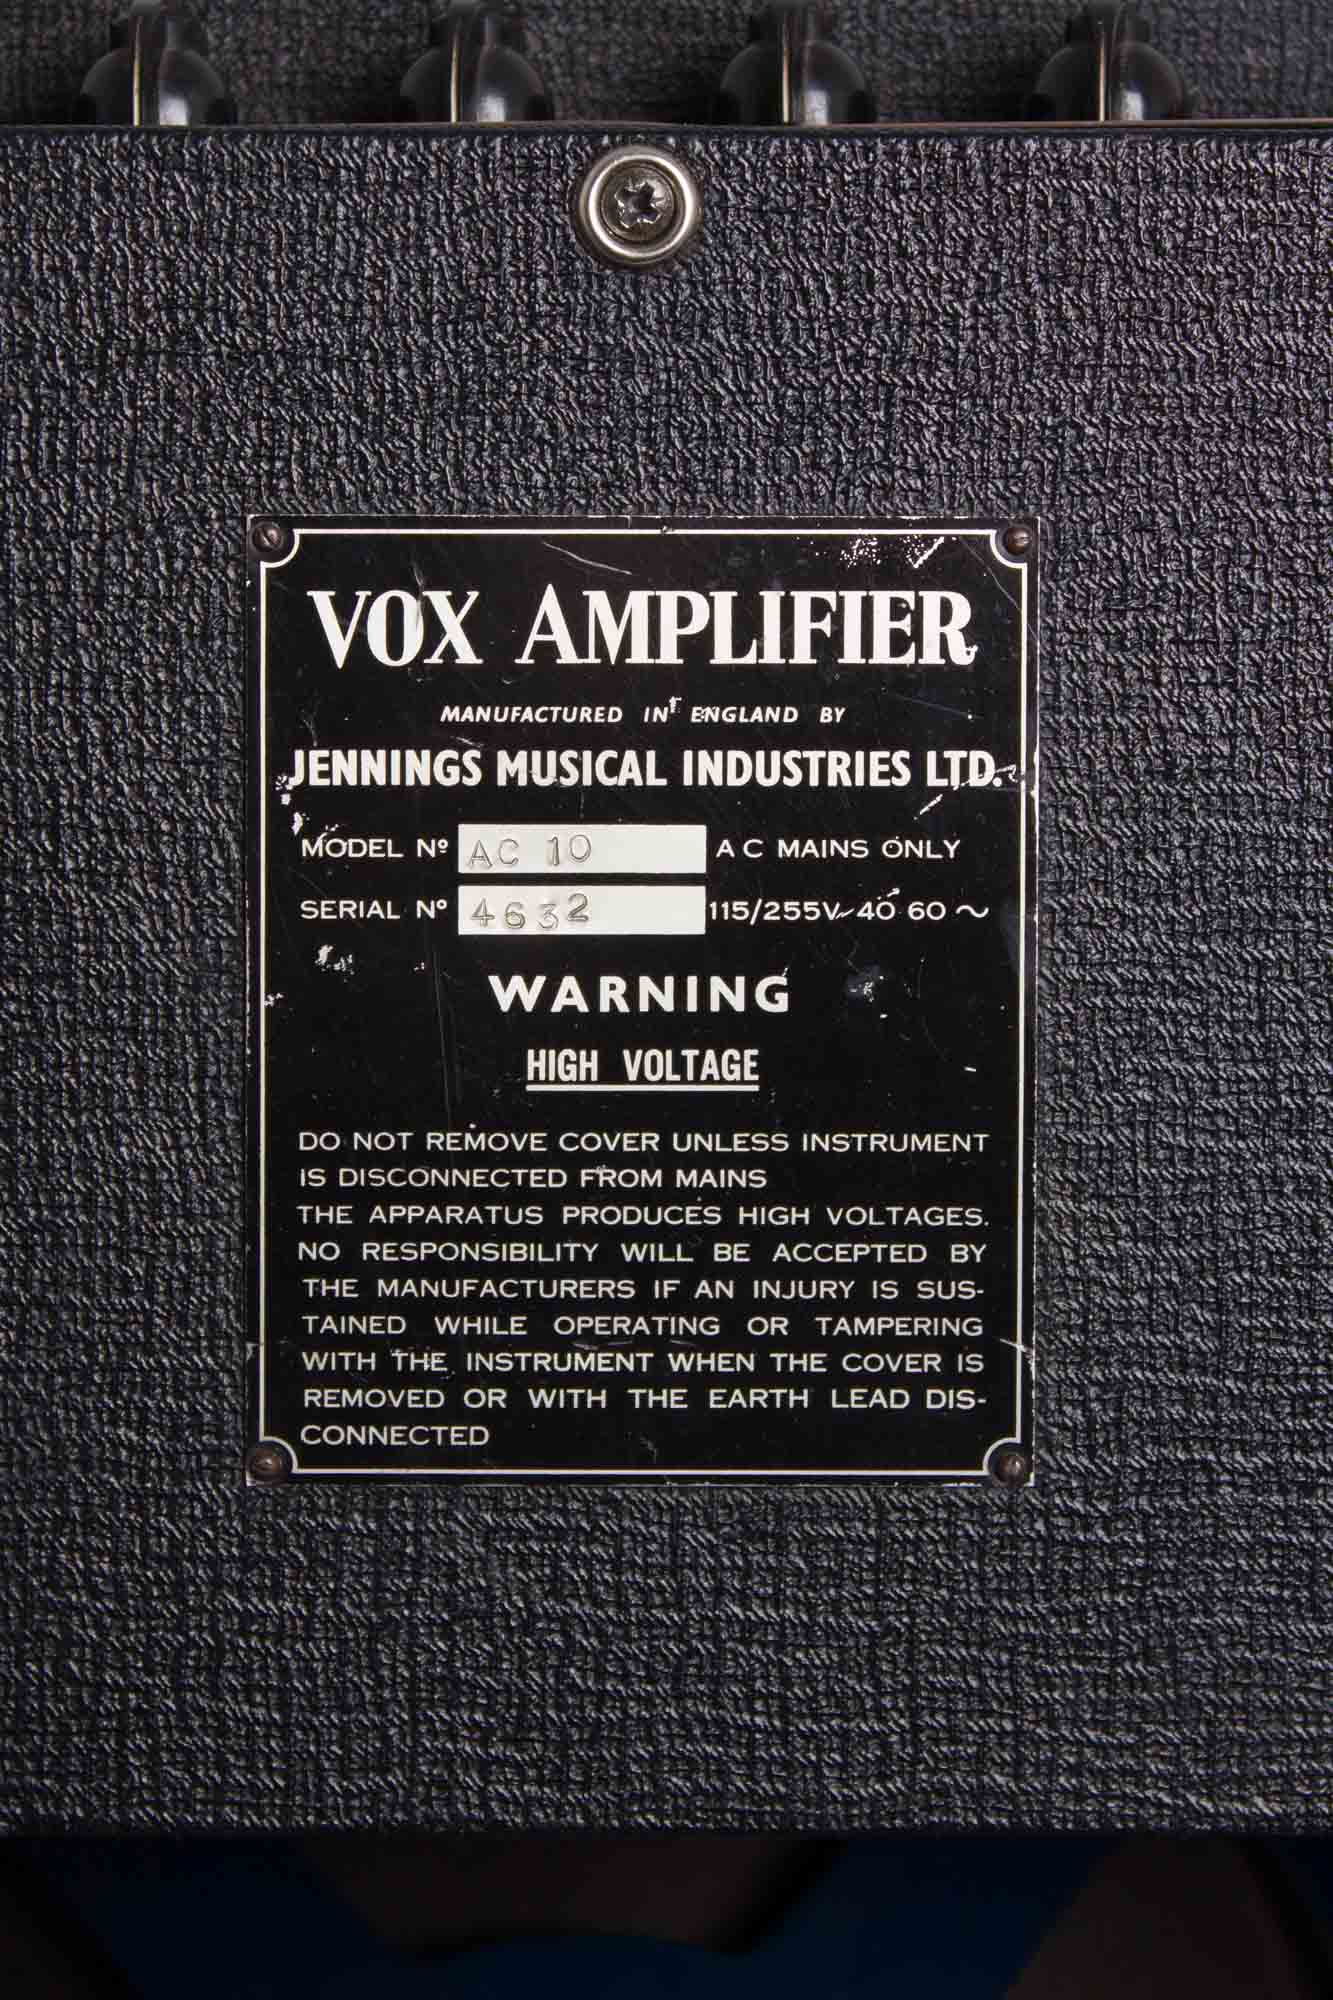 VOX AMPLIFIER
MANUFACTURED IN ENGLAND BY
JENNINGS MUSICAL INDUSTRIES LTD.
MODEL Nº AC 10 A C MAINS ONLY
SERIAL Nº 4632 115/255V 40 60 ~
WARNING
HIGH VOLTAGE
DO NOT REMOVE COVER UNLESS INSTRUMENT
IS DISCONNECTED FROM MAINS
THE APPARATUS PRODUCES HIGH VOLTAGES.
NO RESPONSIBILITY WILL BE ACCEPTED BY
THE MANUFACTURERS IF AN INJURY IS SUS-
TAINED WHILE OPERATING OR TAMPERING
WITH THE INSTRUMENT WHEN THE COVER IS
REMOVED OR WITH THE EARTH LEAD DIS-
CONNECTED